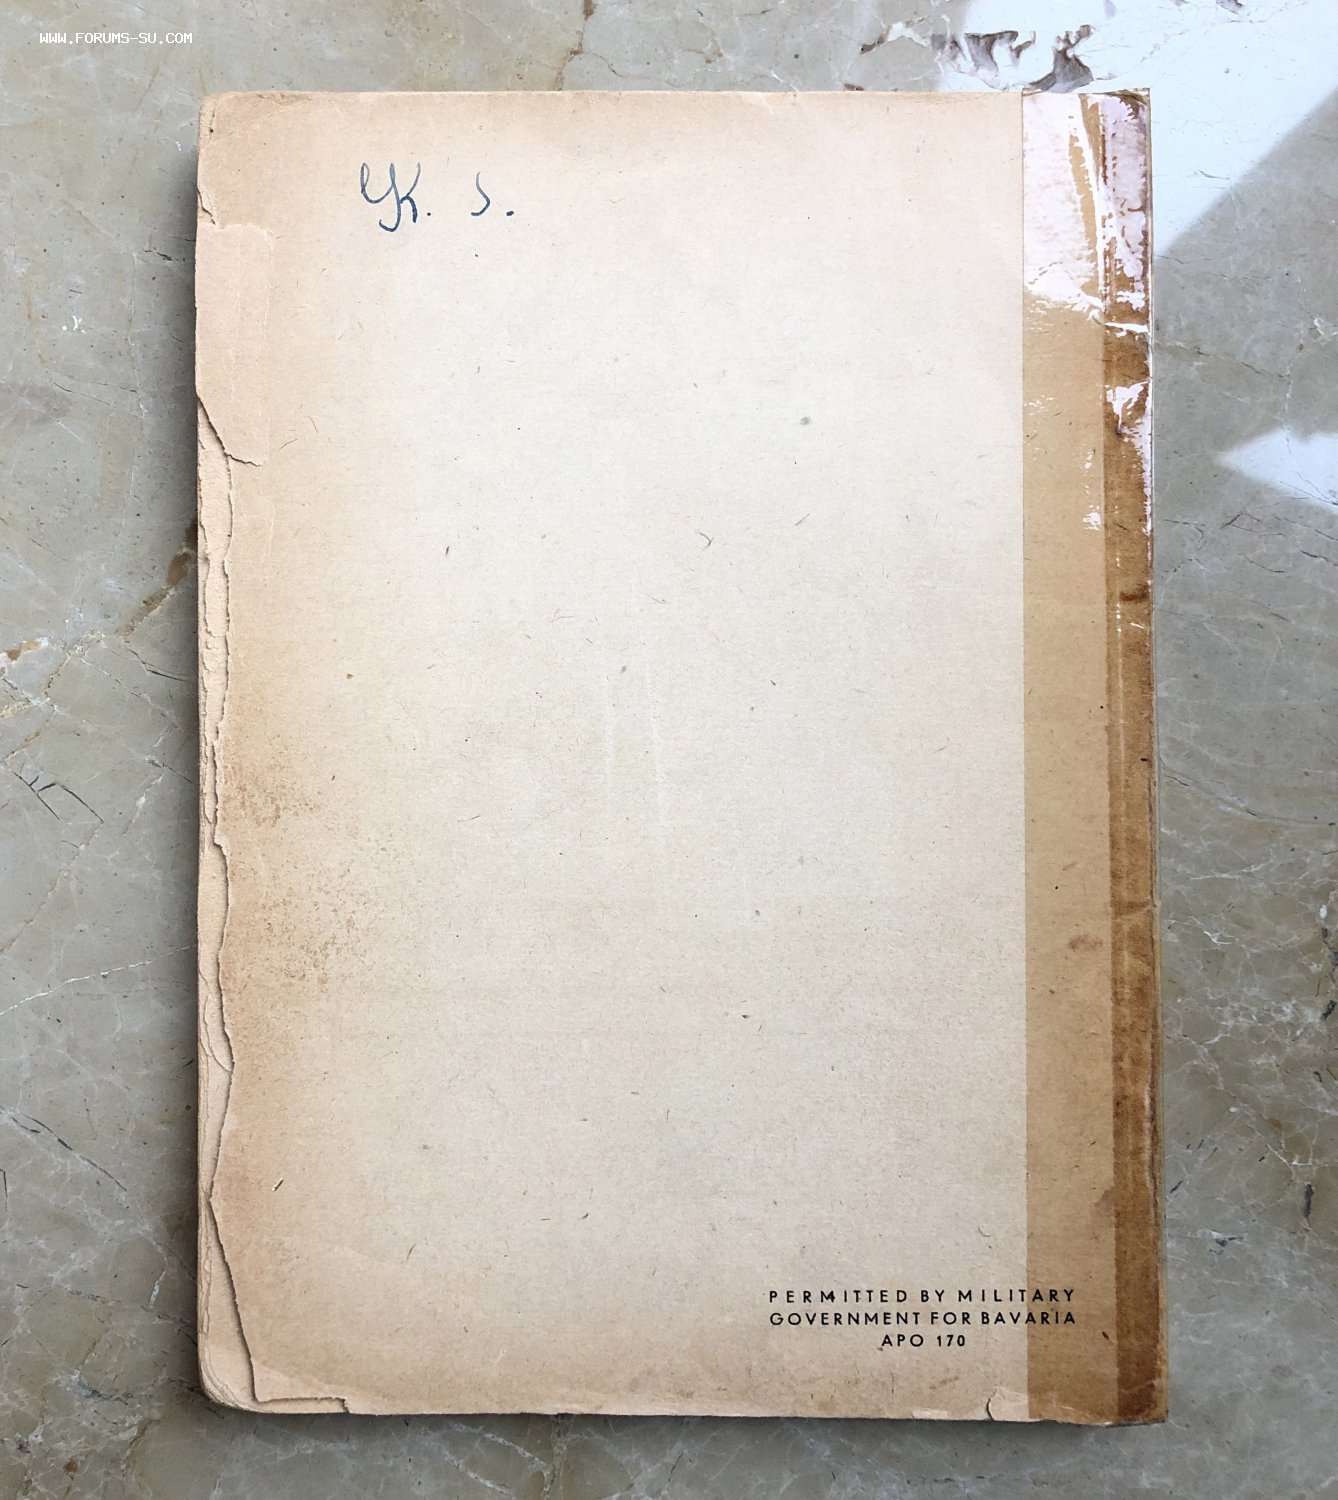 WWW.FORUMS-SU.COM
УК. S.
PERMITTED BY MILITARY
GOVERNMENT FOR BAVARIA
APO 170